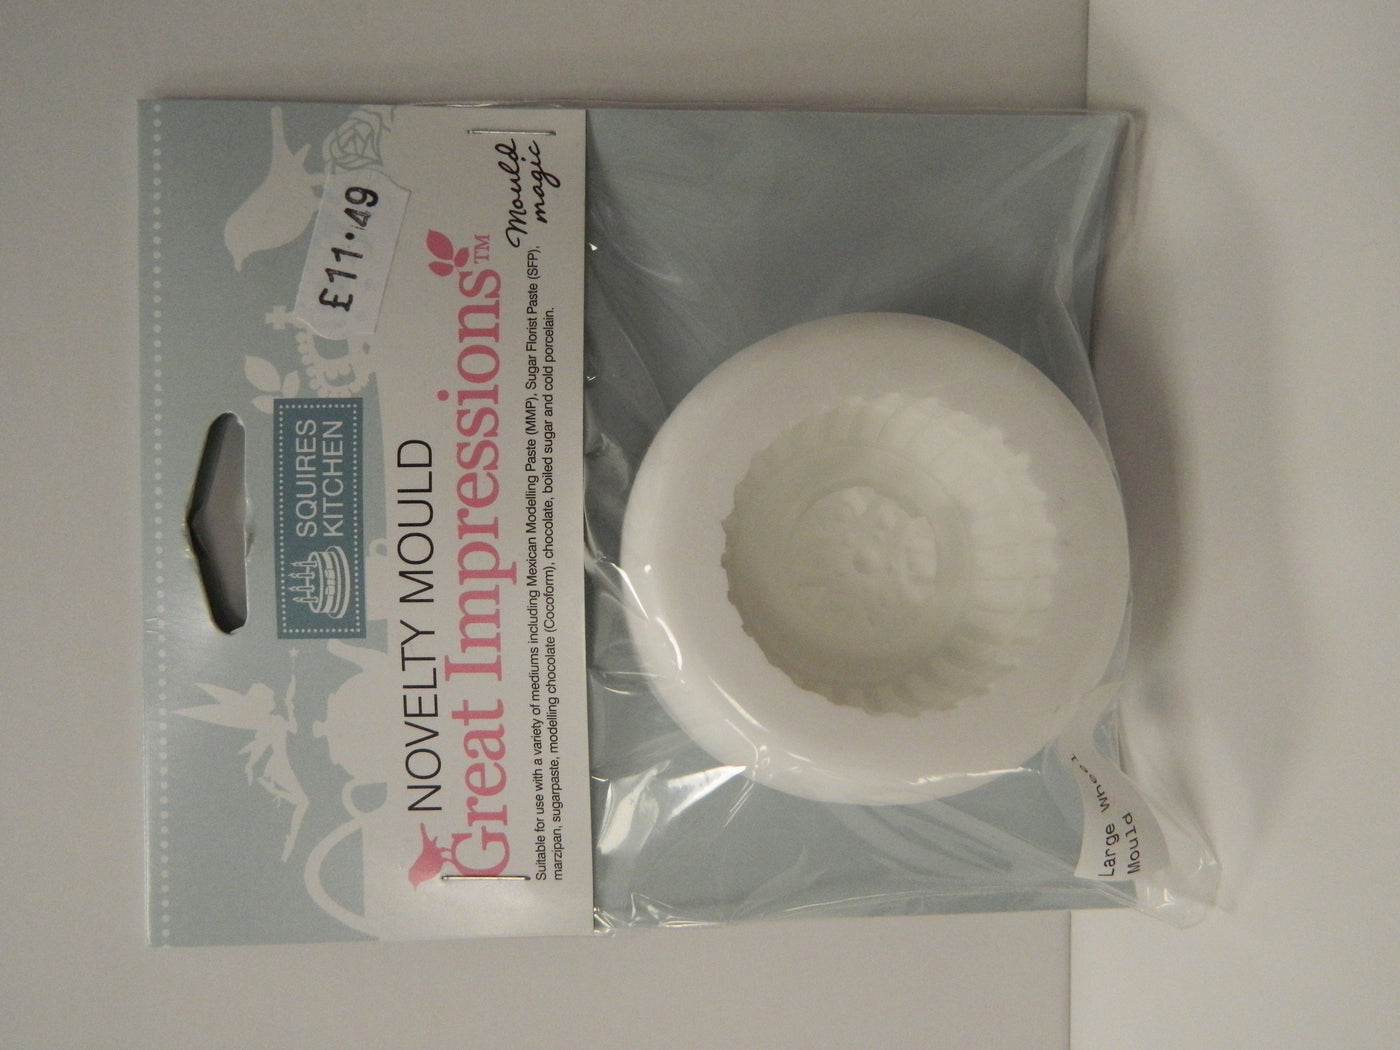 £11.49
SQUIRES
KITCHEN
NOVELTY MOULD
Great Impressions™
Mould
magic
Suitable for use with a variety of mediums including Mexican Modelling Paste (MMP), Sugar Florist Paste (SFP),
marzipan, sugarpaste, modelling chocolate (Cocoform), chocolate, boiled sugar and cold porcelain.
Large Wheel
Mould